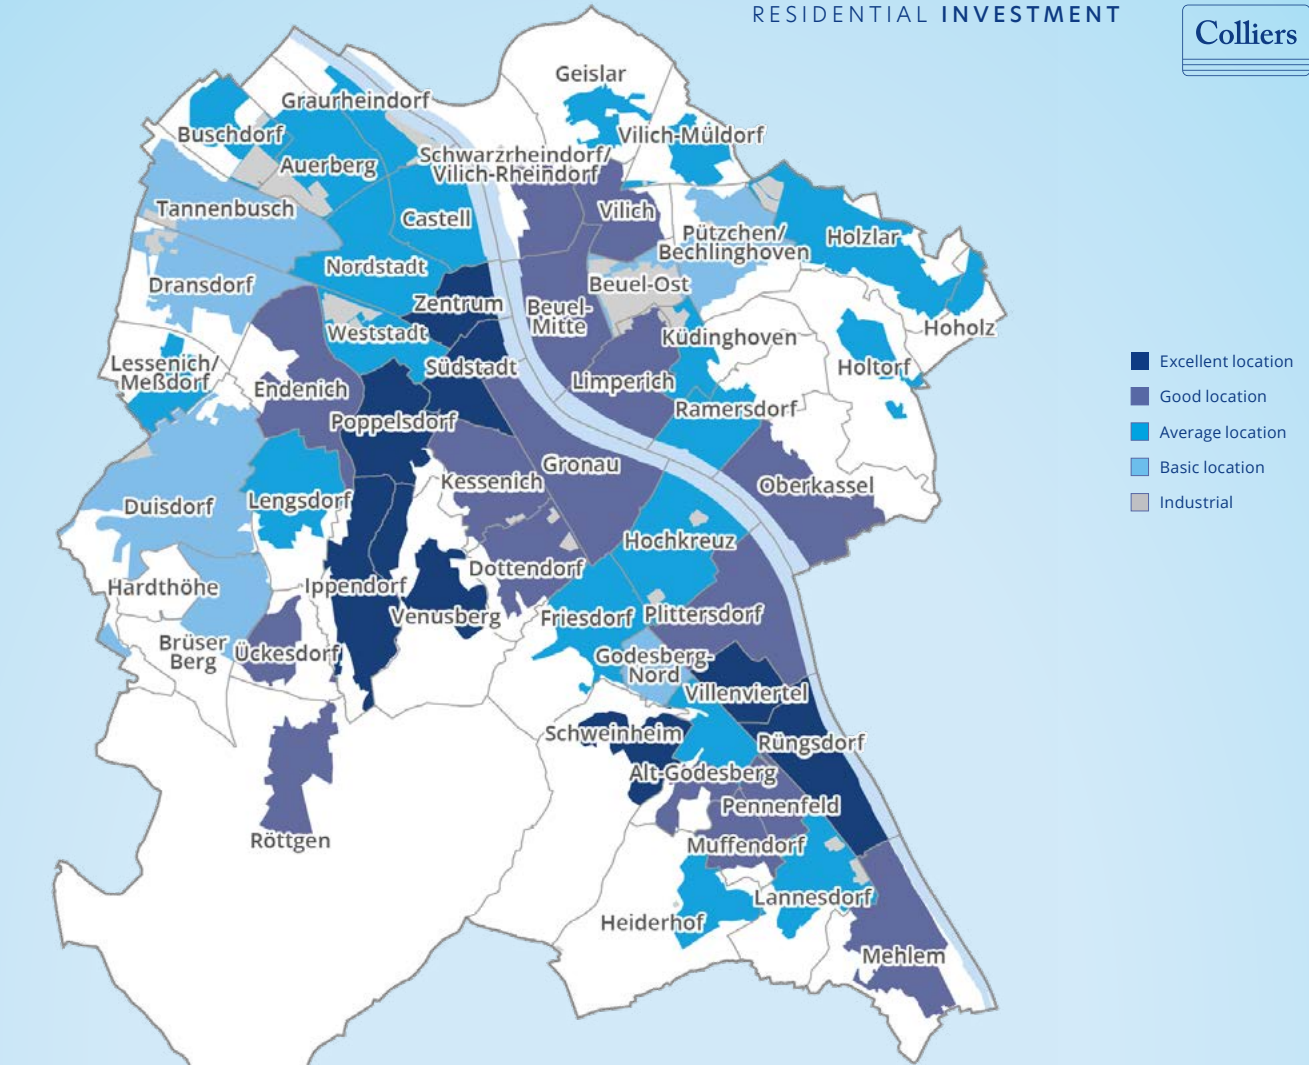 RESIDENTIAL INVESTMENT
Colliers
Geislar
Graurheindorf
Buschdorf
Vilich-Müldorf
Auerberg
Schwarzrheindorf/
Vilich-Rheindorf
Tannenbusch
Castell
Vilich
Pützchen/
Bechlinghoven
Holzlar
Nordstadt
Dransdorf
Beuel-Ost
Zentrum
Beuel-
Mitte
Weststadt
Küdinghoven
Hoholz
Lessenich/
Meßdorf
Südstadt
Holtorf
Endenich
Limperich
Poppelsdorf
Ramersdorf
Gronau
Kessenich
Oberkassel
Duisdorf
Lengsdorf
Hochkreuz
Dottendorf
Hardthöhe
Ippendorf
Venusberg
Friesdorf
Plittersdorf
Brüser
Berg
Ückesdorf
Godesberg-
Nord
Villenviertel
Schweinheim
Rüngsdorf
Alt-Godesberg
Pennenfeld
Röttgen
Muffendorf
Lannesdorf
Heiderhof
Mehlem
Excellent location
Good location
Average location
Basic location
Industrial